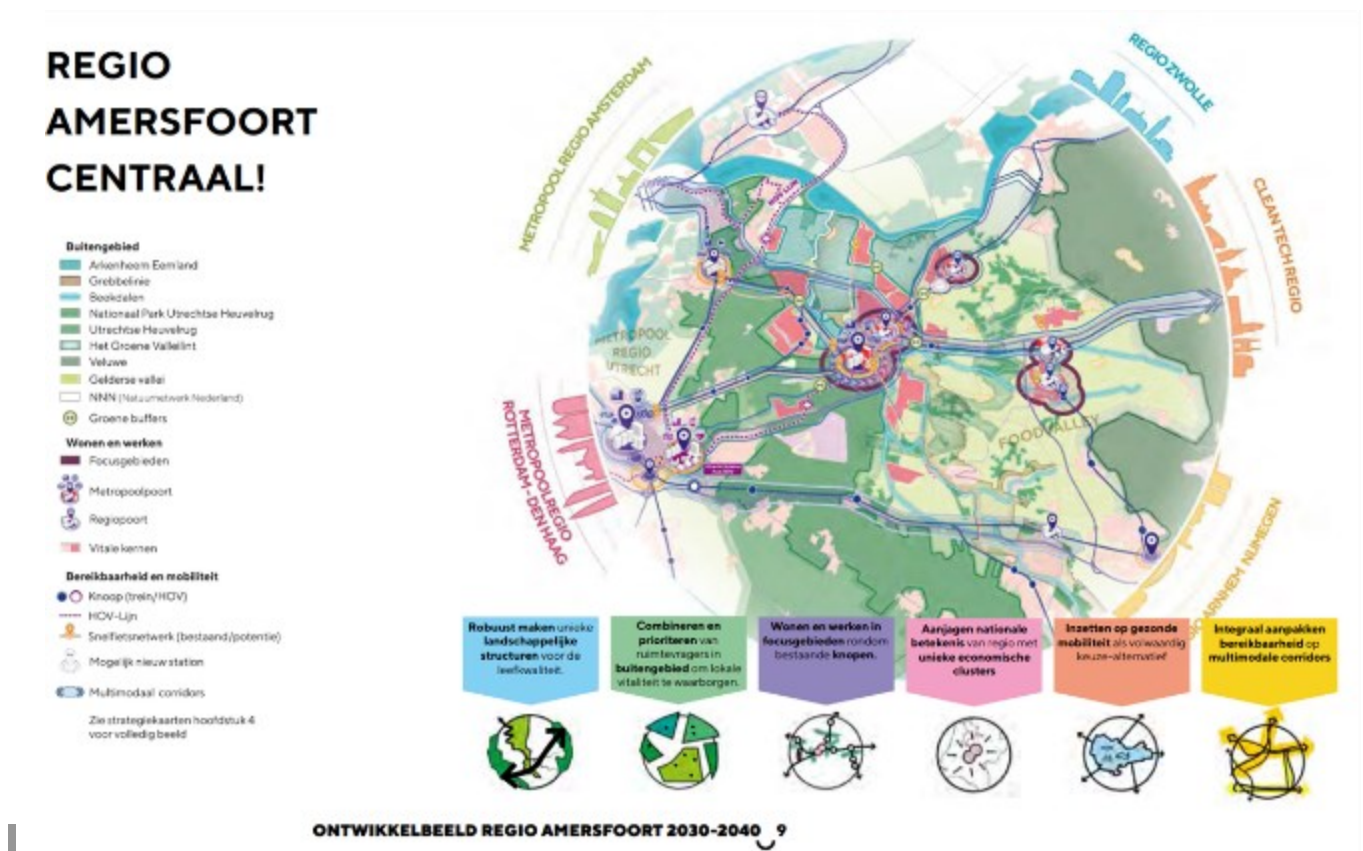 REGIO
AMERSFOORT
CENTRAAL!
Buitengebied
Arkenheem Eemland
Grebbelinie
Beekdalen
Nationaal Park Utrechtse Heuvelrug
Utrechtse Heuvelrug
Het Groene Valleilint
Veluwe
Gelderse vallei
NNN (Natuurnetwerk Nederland)
Groene buffers
Wonen en werken
Focusgebieden
Metropoolpoort
Regiopoort
Vitale kernen
Bereikbaarheid en mobiliteit
Knoop (trein/HOV)
HOV-Lijn
Snelfietsnetwerk (bestaand/potentie)
Mogelijk nieuw station
Multimodaal corridors
Zie strategiekaarten hoofdstuk 4
voor volledig beeld
METROPOOL REGIO AMSTERDAM
REGIO ZWOLLE
CLEANTECH REGIO
METROPOOL
REGIO
UTRECHT
FOODVALLEY
METROPOOLREGIO
ROTTERDAM - DEN HAAG
ARNHEM NIJMEGEN
Robuust maken unieke
landschappelijke
structuren voor de
leefkwaliteit.
Combineren en
prioriteren van
ruimtevragers in
buitengebied om lokale
vitaliteit te waarborgen.
Wonen en werken in
focusgebieden rondom
bestaande knopen.
Aanjagen nationale
betekenis van regio met
unieke economische
clusters
Inzetten op gezonde
mobiliteit als volwaardig
keuze-alternatief
Integraal aanpakken
bereikbaarheid op
multimodale corridors
ONTWIKKELBEELD REGIO AMERSFOORT 2030-2040 9